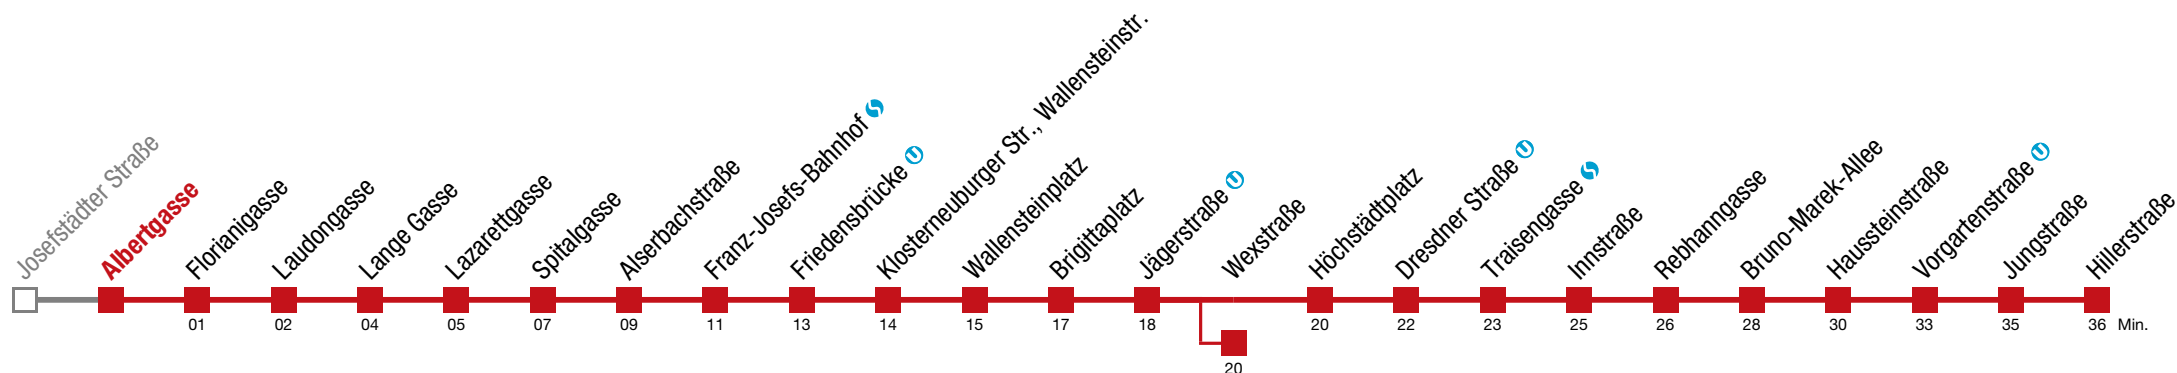 Josefstädter Straße
Albertgasse
Florianigasse
Laudongasse
Lange Gasse
Lazarettgasse
Spitalgasse
Alserbachstraße
Franz-Josefs-Bahnhof
Friedensbrücke
Klosterneuburger Str., Wallensteinstr.
Wallensteinplatz
Brigittaplatz
Jägerstraße
Wexstraße
Höchstädtplatz
Dresdner Straße
Traisengasse
Innstraße
Rebhanngasse
Bruno-Marek-Allee
Haussteinstraße
Vorgartenstraße
Jungstraße
Hillerstraße
01 02 04 05 07 09 11 13 14 15 17 18 20 22 23 25 26 28 30 33 35 36 Min.
20